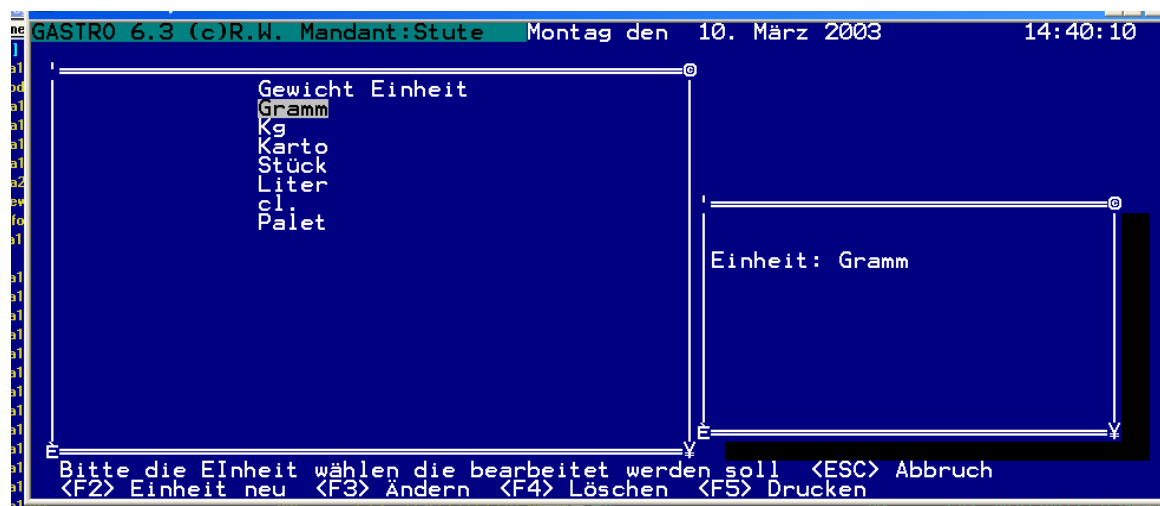 GASTRO 6.3 (c)R.W. Mandant:Stute Montag den 10. März 2003 14:40:10
Gewicht Einheit
Gramm
Kg
Karto
Stück
Liter
cl.
Palet
Einheit: Gramm
Bitte die EInheit wählen die bearbeitet werden soll <ESC> Abbruch
<F2> Einheit neu <F3> Ändern <F4> Löschen <F5> Drucken